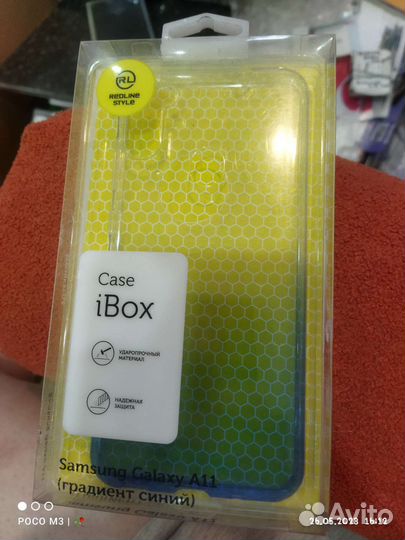 RL
REDLINE
STYLE
Case
iBox
УДАРОПРОЧНЫЙ
МАТЕРИАЛ
НАДЕЖНАЯ
ЗАЩИТА
Samsung Galaxy A11
(градиент синий)
POCO M3 |
Avito